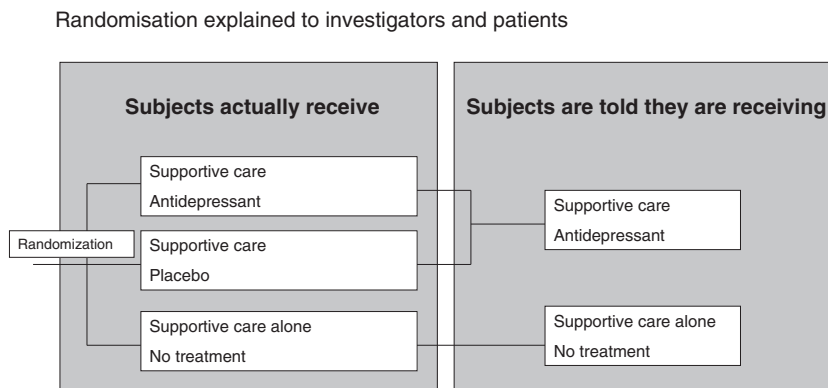 Randomisation explained to investigators and patients
Subjects actually receive
Subjects are told they are receiving
Supportive care
Antidepressant
Supportive care
Antidepressant
Randomization
Supportive care
Placebo
Supportive care alone
No treatment
Supportive care alone
No treatment